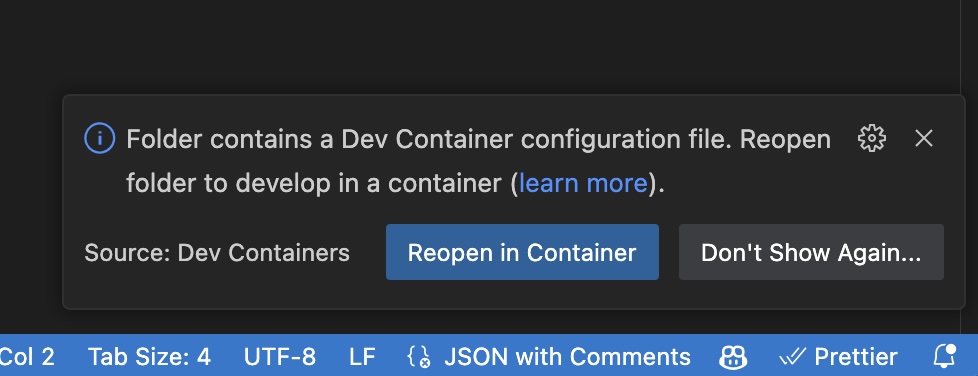 Folder contains a Dev Container configuration file. Reopen
folder to develop in a container (learn more).
Source: Dev Containers Reopen in Container Don't Show Again...
Col 2 Tab Size: 4 UTF-8 LF JSON with Comments Prettier